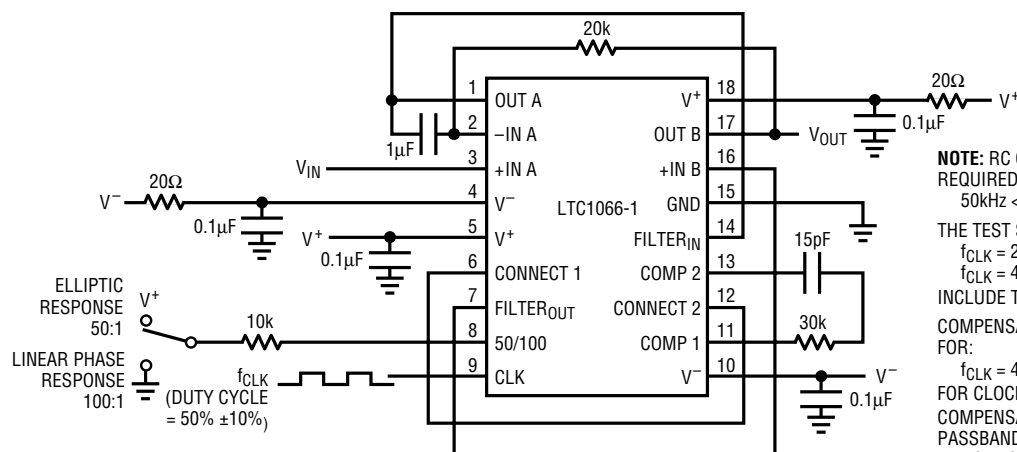 20k
1 OUT A V+ 18
2 –IN A OUT B 17
3 +IN A +IN B 16
4 V– GND 15
5 V+ FILTERIN 14
6 CONNECT 1 COMP 2 13
7 FILTEROUT CONNECT 2 12
8 50/100 COMP 1 11
9 CLK V– 10
LTC1066-1
1µF
VIN
V–
20Ω
0.1µF
V+
0.1µF
ELLIPTIC
RESPONSE
50:1
V+
10k
LINEAR PHASE
RESPONSE
100:1
fCLK
(DUTY CYCLE
= 50% ±10%)
20Ω
V+
0.1µF
VOUT
15pF
30k
V–
0.1µF
NOTE: RC
REQUIRED
50kHz <
THE TEST
fCLK = 2
fCLK = 4
INCLUDE
COMPENSA
FOR:
fCLK = 4
FOR CLOC
COMPENSA
PASSBAND